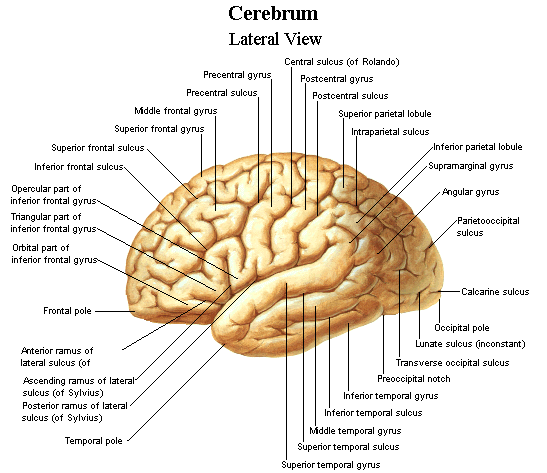 Cerebrum
Lateral View
Central sulcus (of Rolando)
Precentral gyrus
Postcentral gyrus
Precentral sulcus
Postcentral sulcus
Middle frontal gyrus
Superior parietal lobule
Superior frontal gyrus
Intraparietal sulcus
Superior frontal sulcus
Inferior parietal lobule
Inferior frontal sulcus
Supramarginal gyrus
Opercular part of
inferior frontal gyrus
Angular gyrus
Triangular part of
inferior frontal gyrus
Parietooccipital
sulcus
Orbital part of
inferior frontal gyrus
Calcarine sulcus
Frontal pole
Occipital pole
Lunate sulcus (inconstant)
Anterior ramus of
lateral sulcus (of
Transverse occipital sulcus
Ascending ramus of lateral
sulcus (of Sylvius)
Preoccipital notch
Inferior temporal gyrus
Posterior ramus of lateral
sulcus (of Sylvius)
Inferior temporal sulcus
Middle temporal gyrus
Temporal pole
Superior temporal sulcus
Superior temporal gyrus